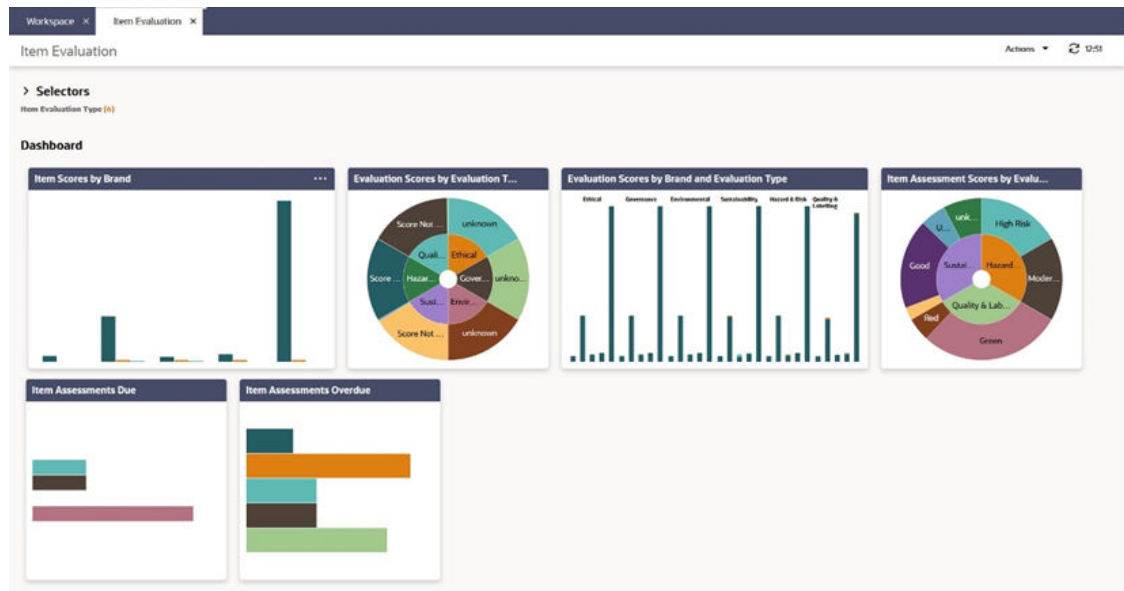 Workspace ×
Item Evaluation ×
Item Evaluation
Actions
12:51
Selectors
Item Evaluation Type (6)
Dashboard
Item Scores by Brand ...
Evaluation Scores by Evaluation T...
Score Not ...
unknown
Quali...
Ethical
Score ...
Hazar...
Gover...
unkno...
Sust...
Envir...
Score Not ...
unknown
Evaluation Scores by Brand and Evaluation Type
Ethical
Governance
Environmental
Sustainability
Hazard & Risk
Quality &
Labelling
Item Assessment Scores by Evalu...
U...
unk...
High Risk
Good
Sustai...
Hazard...
Moder...
Quality & Lab...
Red
Green
Item Assessments Due
Item Assessments Overdue